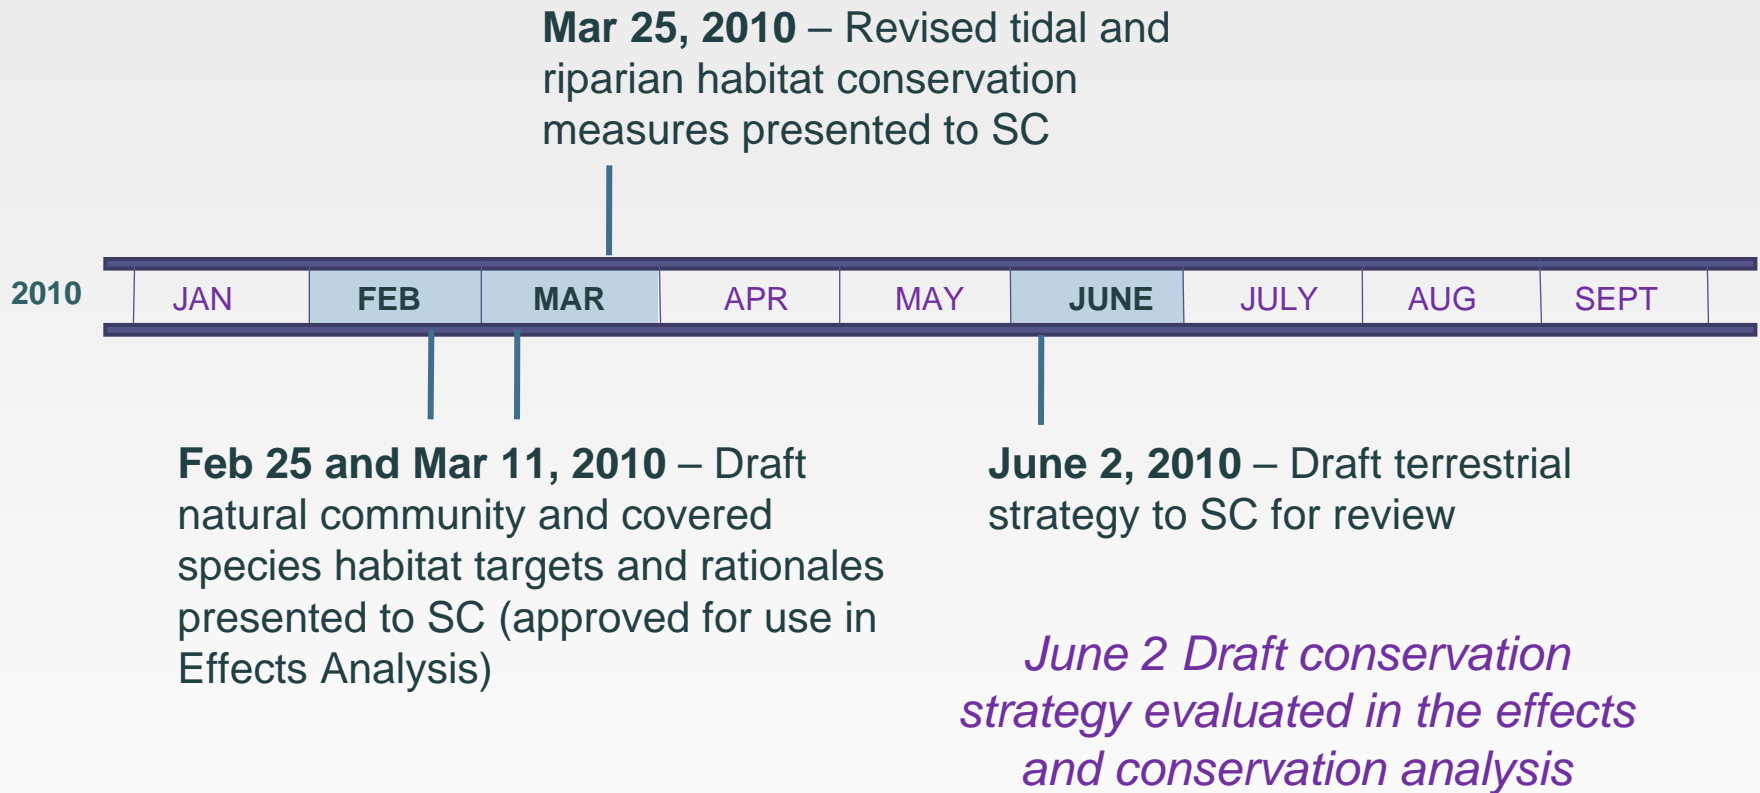 Mar 25, 2010 – Revised tidal and
riparian habitat conservation
measures presented to SC
2010 JAN FEB MAR APR MAY JUNE JULY AUG SEPT
Feb 25 and Mar 11, 2010 – Draft
natural community and covered
species habitat targets and rationales
presented to SC (approved for use in
Effects Analysis)
June 2, 2010 – Draft terrestrial
strategy to SC for review
June 2 Draft conservation
strategy evaluated in the effects
and conservation analysis